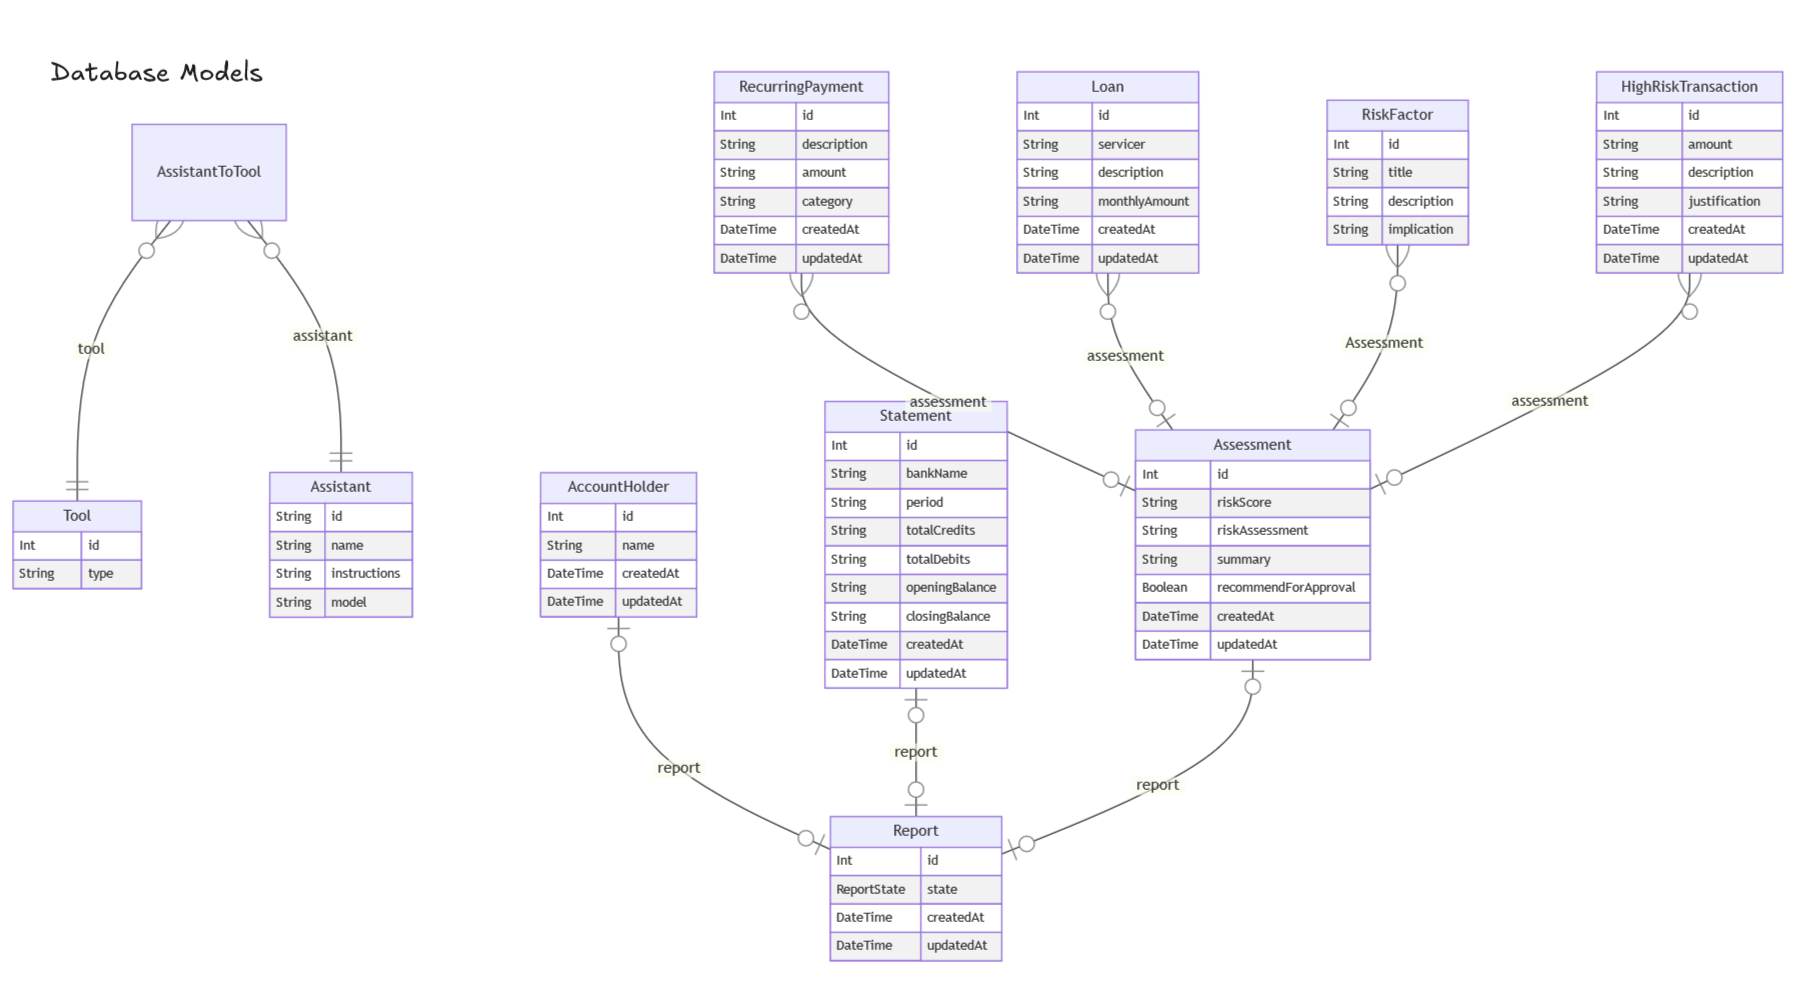 Database Models
AssistantToTool
tool
assistant
Tool
Int id
String type
Assistant
String id
String name
String instructions
String model
RecurringPayment
Int id
String description
String amount
String category
DateTime createdAt
DateTime updatedAt
Loan
Int id
String servicer
String description
String monthlyAmount
DateTime createdAt
DateTime updatedAt
RiskFactor
Int id
String title
String description
String implication
HighRiskTransaction
Int id
String amount
String description
String justification
DateTime createdAt
DateTime updatedAt
assessment
assessment
Assessment
assessment
AccountHolder
Int id
String name
DateTime createdAt
DateTime updatedAt
Statement
Int id
String bankName
String period
String totalCredits
String totalDebits
String openingBalance
String closingBalance
DateTime createdAt
DateTime updatedAt
Assessment
Int id
String riskScore
String riskAssessment
String summary
Boolean recommendForApproval
DateTime createdAt
DateTime updatedAt
report
report
report
Report
Int id
ReportState state
DateTime createdAt
DateTime updatedAt